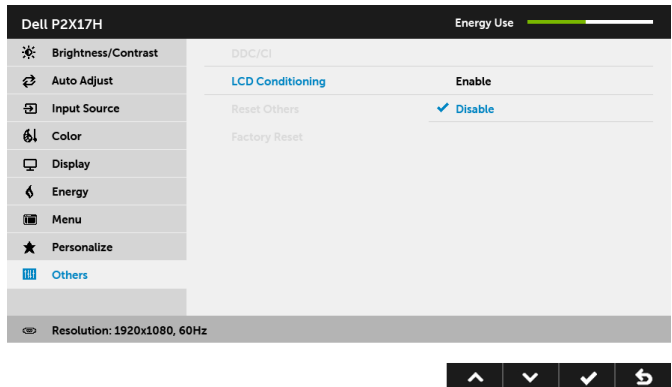 Dell P2X17H
Energy Use
Brightness/Contrast
DDC/CI
Auto Adjust
LCD Conditioning
Enable
Input Source
Reset Others
Disable
Color
Factory Reset
Display
Energy
Menu
Personalize
Others
Resolution: 1920x1080, 60Hz